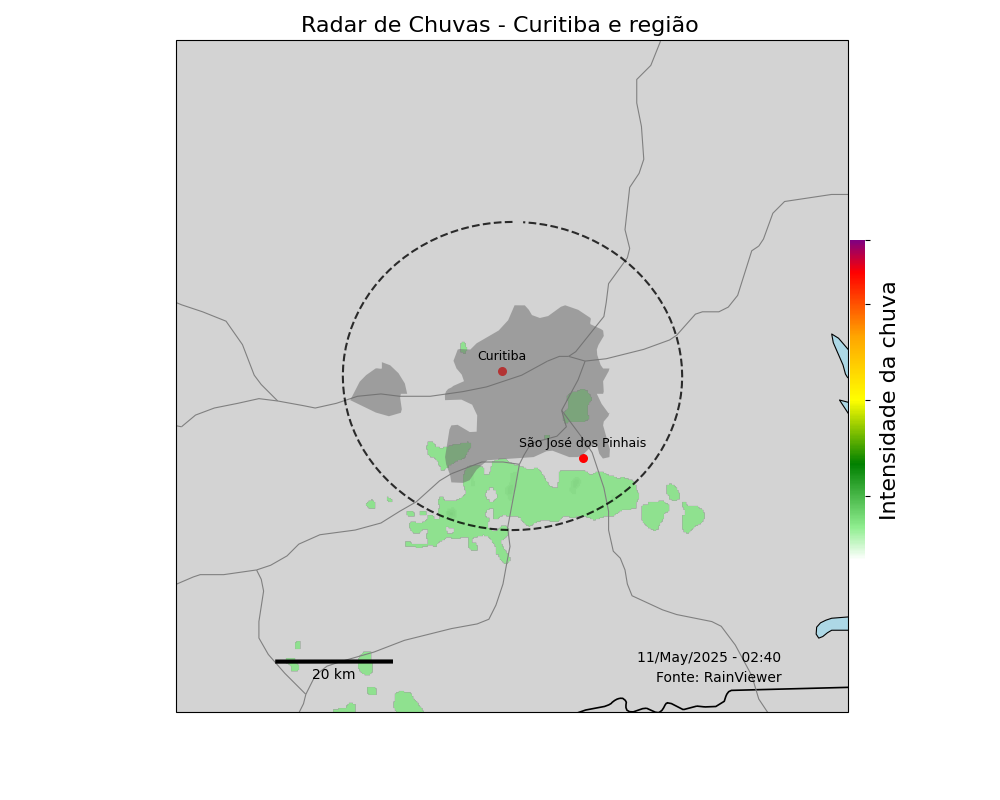 Radar de Chuvas - Curitiba e região
Curitiba
São José dos Pinhais
Intensidade da chuva
11/May/2025 - 02:40
Fonte: RainViewer
20 km